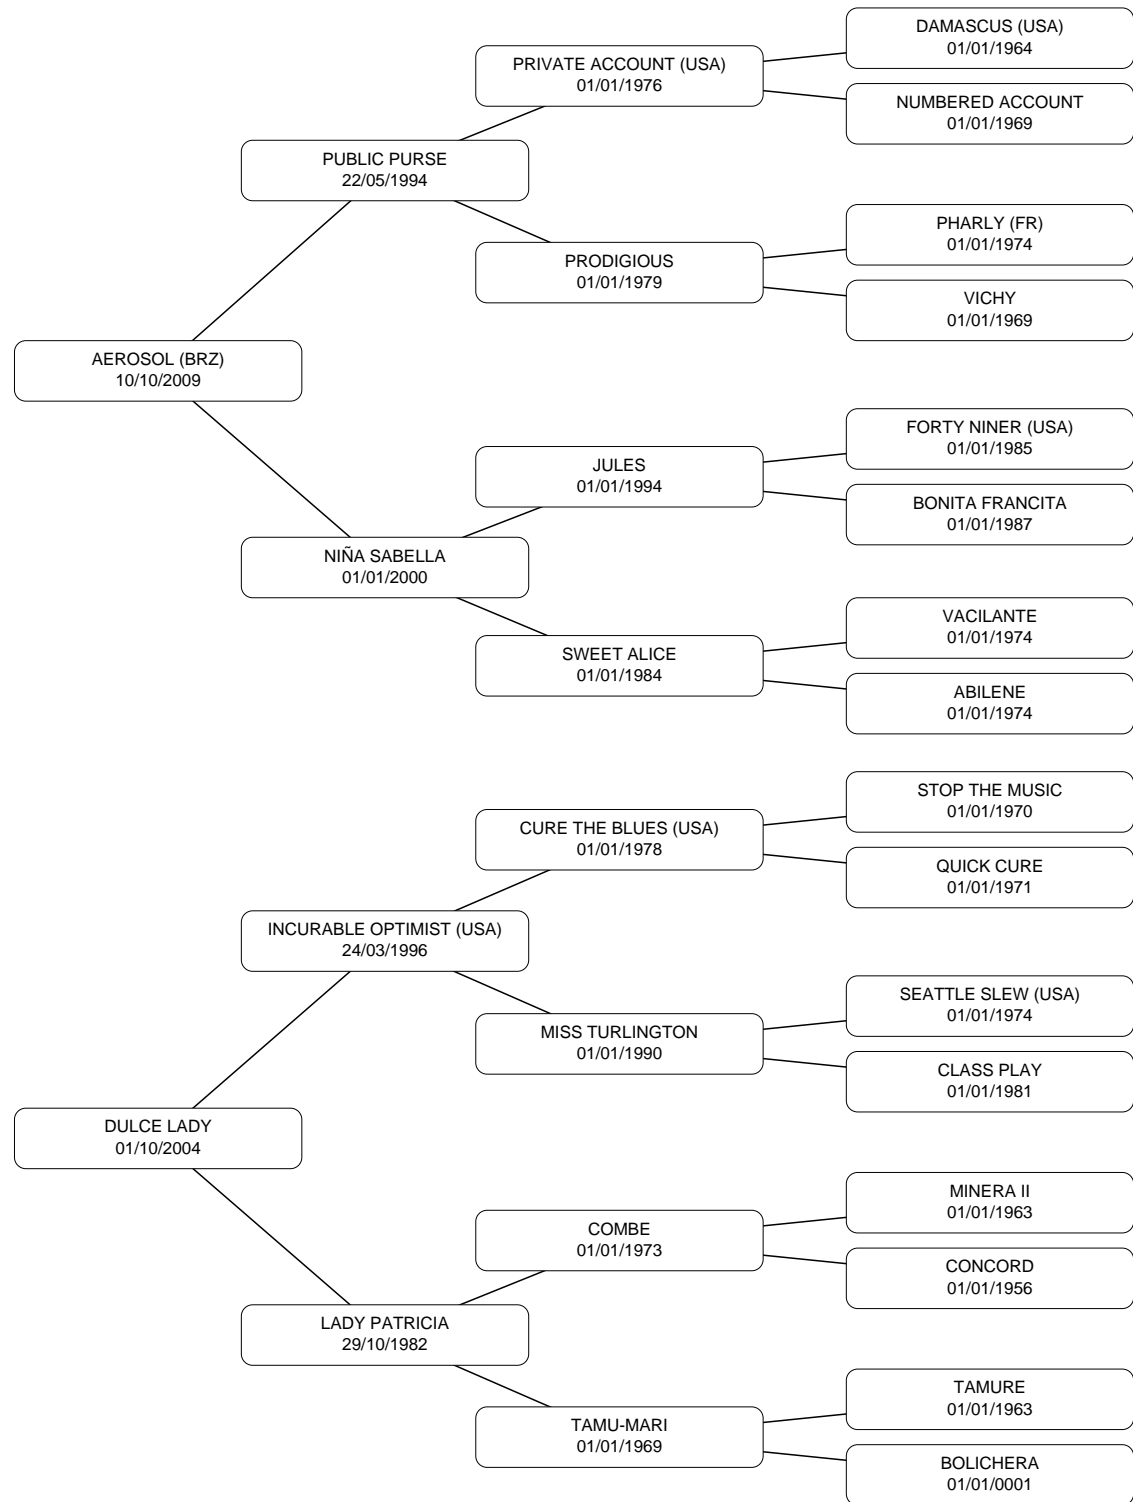 DAMASCUS (USA)
01/01/1964
PRIVATE ACCOUNT (USA)
01/01/1976
NUMBERED ACCOUNT
01/01/1969
PUBLIC PURSE
22/05/1994
PHARLY (FR)
01/01/1974
PRODIGIOUS
01/01/1979
VICHY
01/01/1969
AEROSOL (BRZ)
10/10/2009
FORTY NINER (USA)
01/01/1985
JULES
01/01/1994
BONITA FRANCITA
01/01/1987
NIÑA SABELLA
01/01/2000
VACILANTE
01/01/1974
SWEET ALICE
01/01/1984
ABILENE
01/01/1974
STOP THE MUSIC
01/01/1970
CURE THE BLUES (USA)
01/01/1978
QUICK CURE
01/01/1971
INCURABLE OPTIMIST (USA)
24/03/1996
SEATTLE SLEW (USA)
01/01/1974
MISS TURLINGTON
01/01/1990
CLASS PLAY
01/01/1981
DULCE LADY
01/10/2004
MINERA II
01/01/1963
COMBE
01/01/1973
CONCORD
01/01/1956
LADY PATRICIA
29/10/1982
TAMURE
01/01/1963
TAMU-MARI
01/01/1969
BOLICHERA
01/01/0001